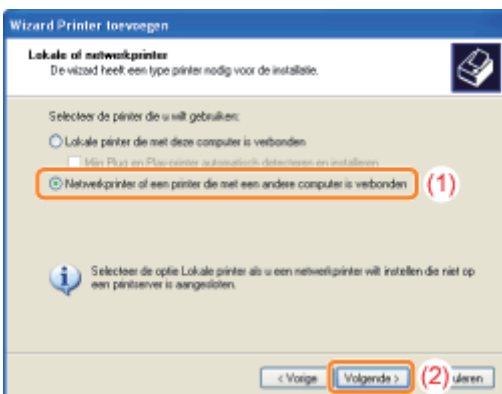 Wizard Printer toevoegen
Lokale of netwerkprinter
De wizard heeft een type printer nodig voor de installatie.
Selecteer de printer die u wilt gebruiken:
Lokale printer die met deze computer is verbonden
Mijn Plug en Play-printer automatisch detecteren en installeren
Netwerkprinter of een printer die met een andere computer is verbonden (1)
Selecteer de optie Lokale printer als u een netwerkprinter wilt instellen die niet op
een printserver is aangesloten.
< Vorige Volgende > (2) uleren